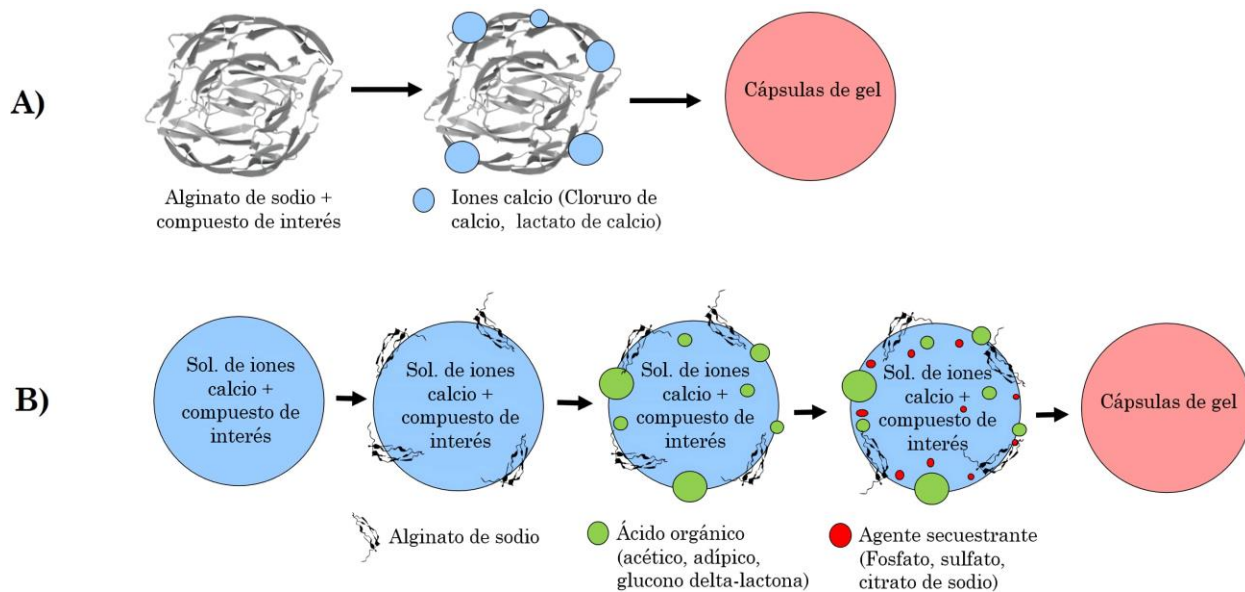 A)
Cápsulas de gel
Alginato de sodio +
compuesto de interés
Iones calcio (Cloruro de
calcio, lactato de calcio)
B)
Sol. de iones
calcio +
compuesto de
interés
Sol. de iones
calcio +
compuesto de
interés
Sol. de iones
calcio +
compuesto de
interés
Sol. de iones
calcio +
compuesto de
interés
Cápsulas de gel
Alginato de sodio
Ácido orgánico
(acético, adípico,
glucono delta-lactona)
Agente secuestrante
(Fosfato, sulfato,
citrato de sodio)